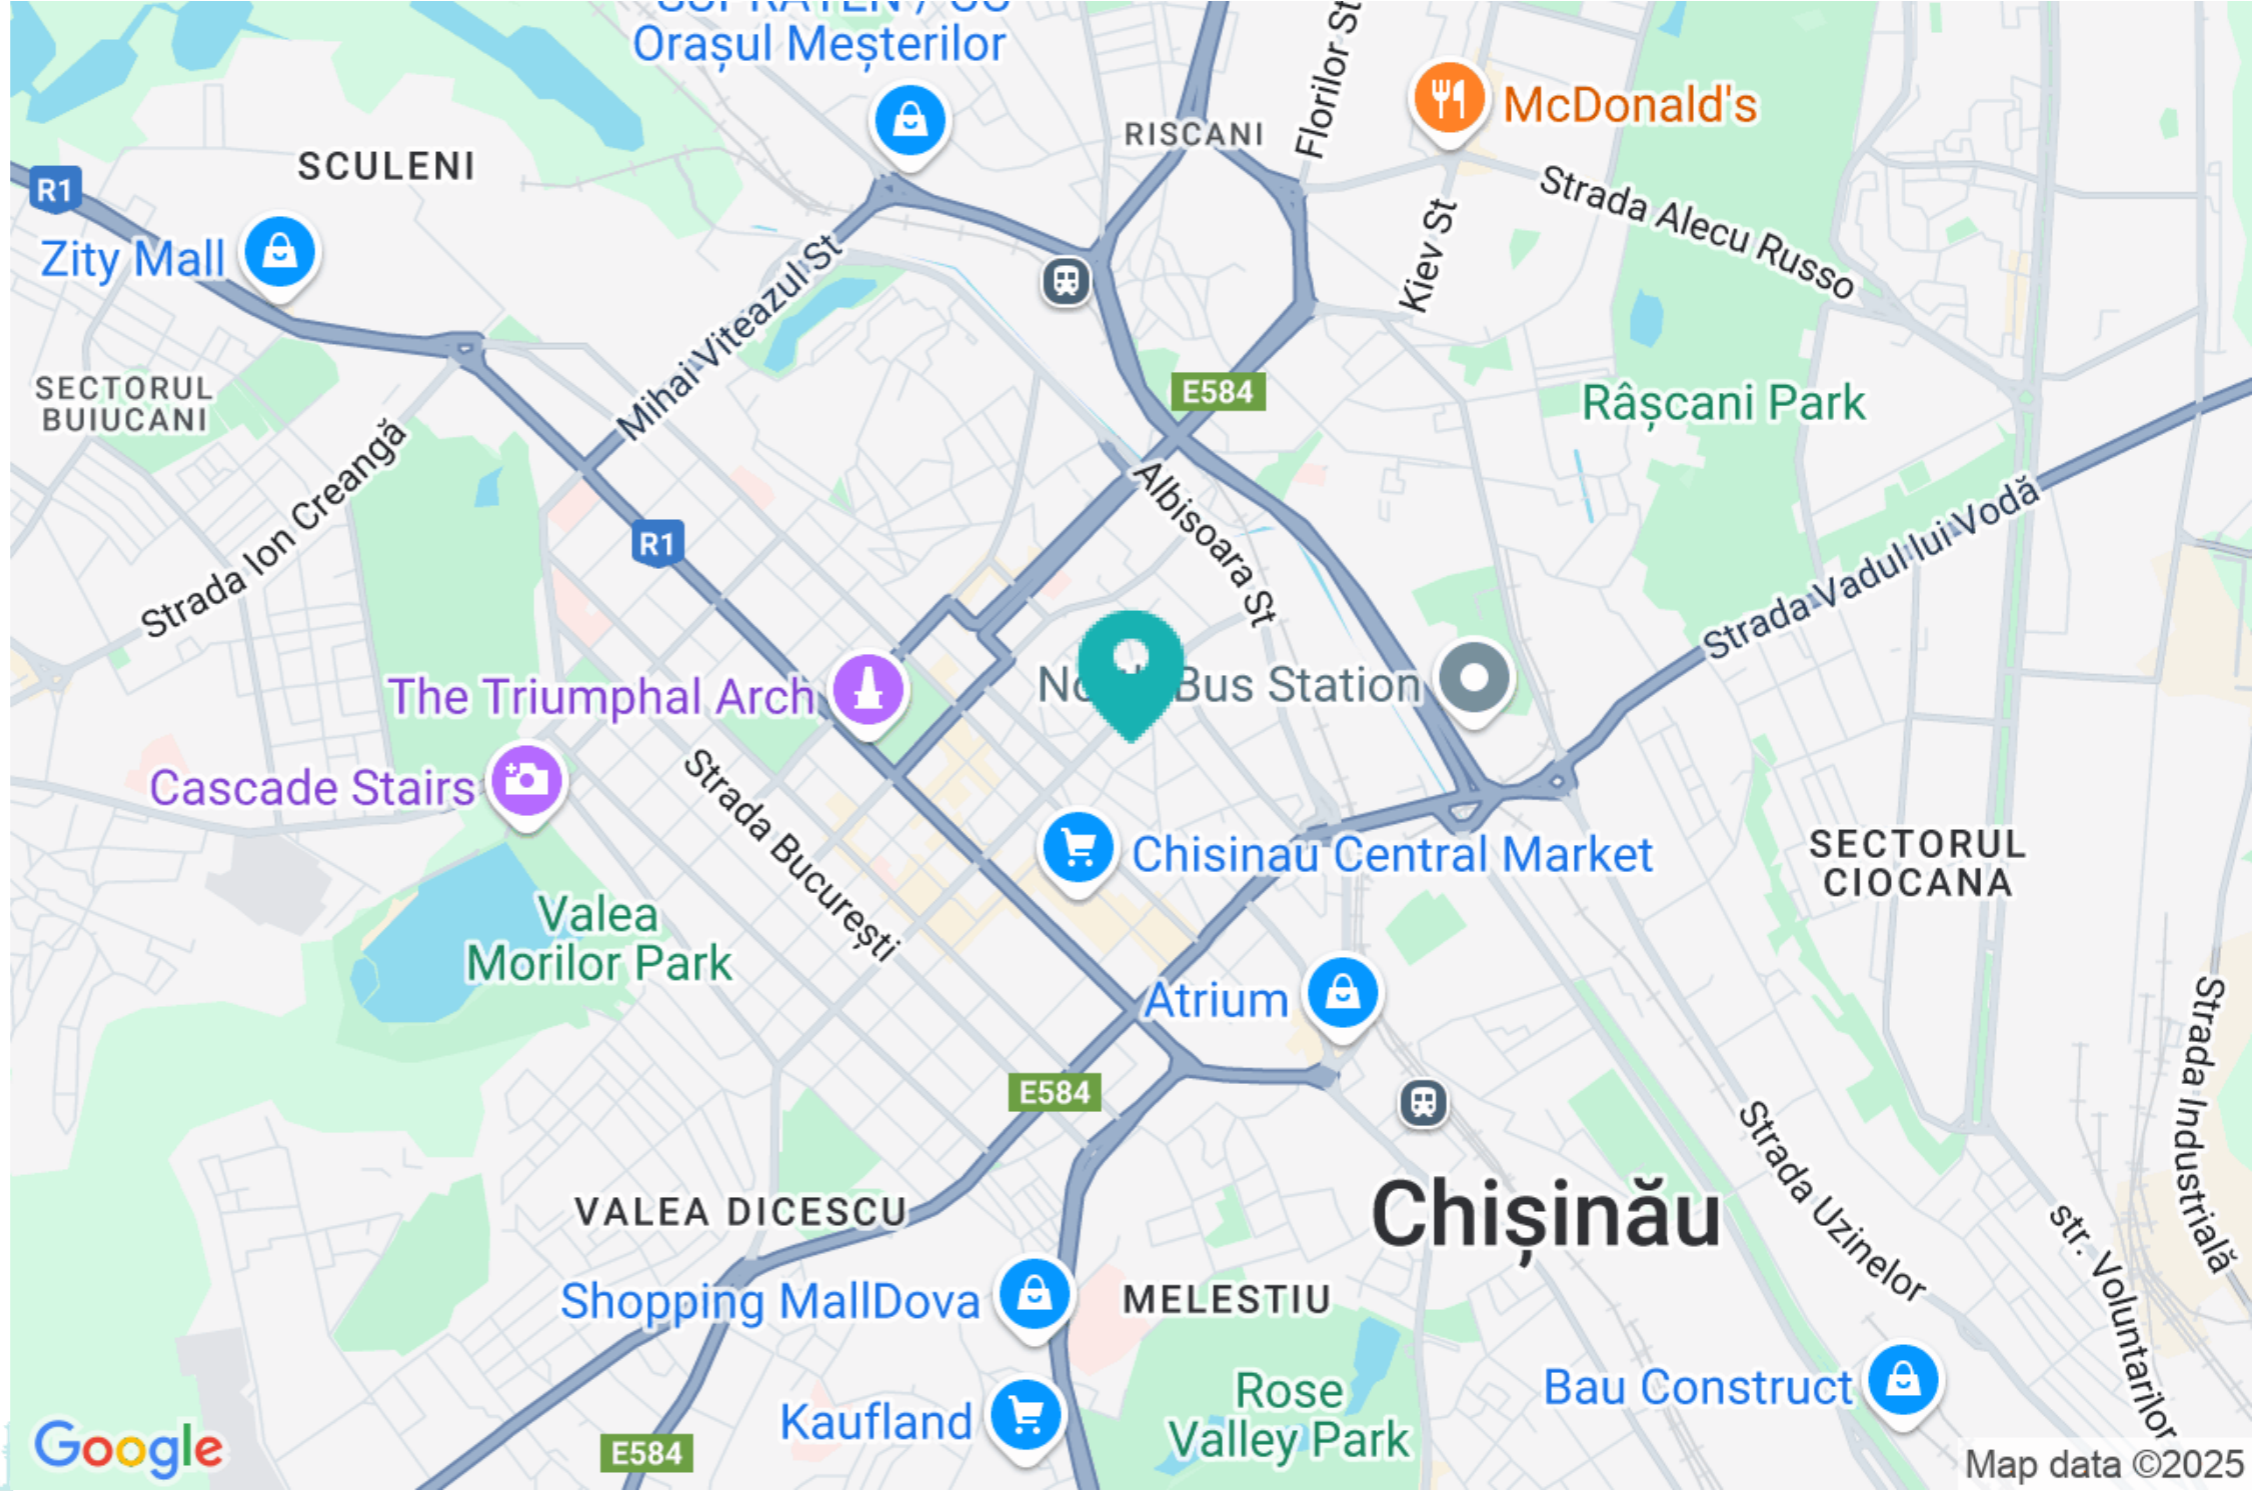 Orașul Meșterilor
Florilor St
McDonald's
RISCANI
SCULENI
R1
Zity Mall
Strada Alecu Russo
Kiev St
Mihai Viteazul St
SECTORUL
BUIUCANI
E584
Râșcani Park
Strada Ion Creangă
R1
Albisoara St
Strada Vadul lui Vodă
The Triumphal Arch
Bus Station
Cascade Stairs
Strada București
Chisinau Central Market
SECTORUL
CIOCANA
Valea
Morilor Park
Atrium
E584
Strada Industrială
Strada Uzinelor
VALEA DICESCU
Chișinău
str. Voluntarilor
Shopping MallDova
MELESTIU
Bau Construct
Rose
Valley Park
Kaufland
Google
E584
Map data ©2025